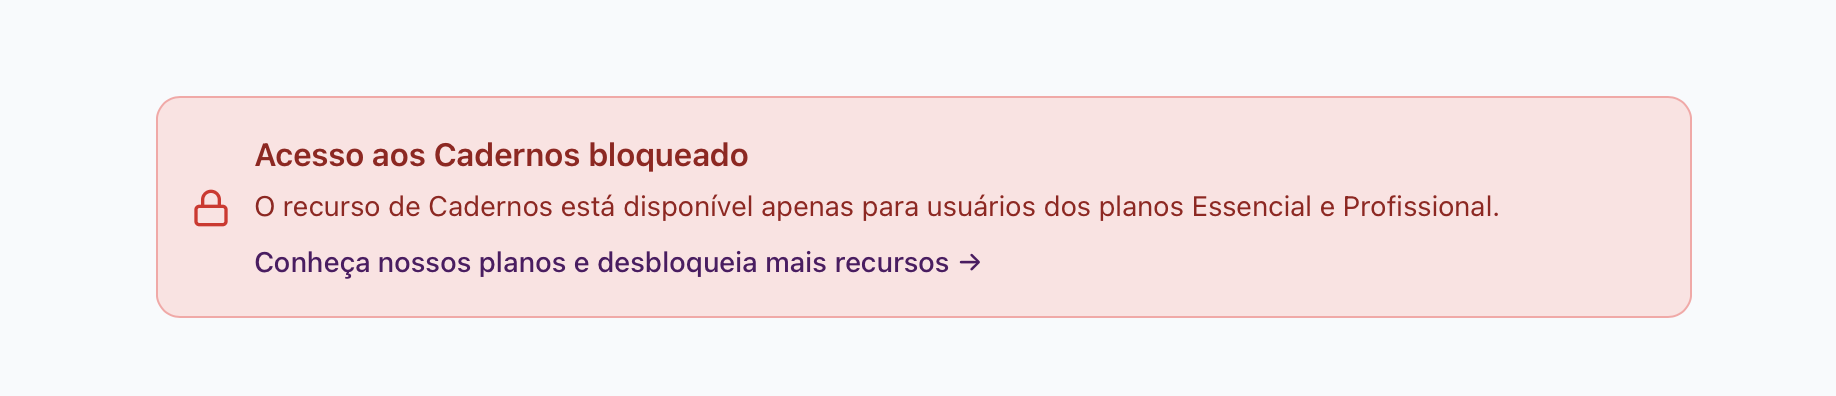 Acesso aos Cadernos bloqueado
O recurso de Cadernos está disponível apenas para usuários dos planos Essencial e Profissional.
Conheça nossos planos e desbloqueia mais recursos →